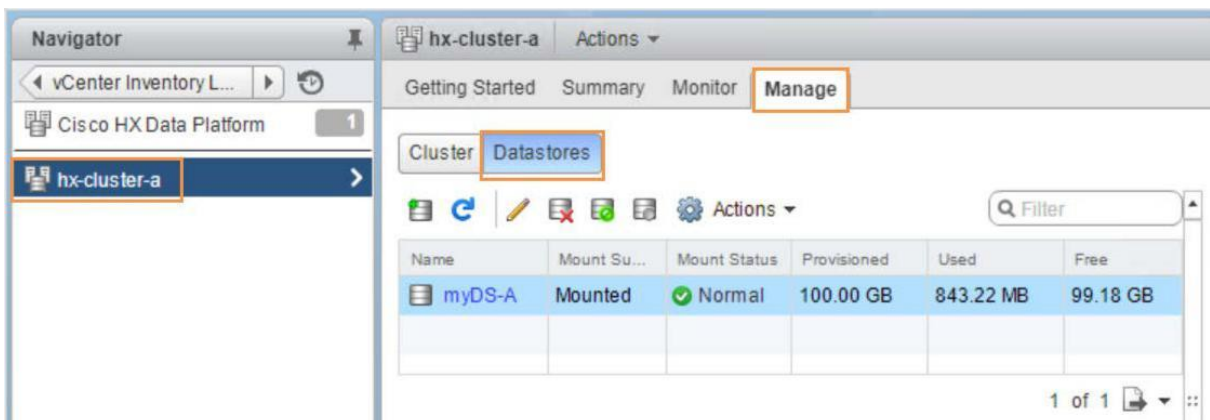 Navigator
hx-cluster-a Actions
vCenter Inventory L...
Getting Started Summary Monitor Manage
Cisco HX Data Platform 1
hx-cluster-a
Cluster Datastores
Actions Filter
Name Mount Su... Mount Status Provisioned Used Free
myDS-A Mounted Normal 100.00 GB 843.22 MB 99.18 GB
1 of 1